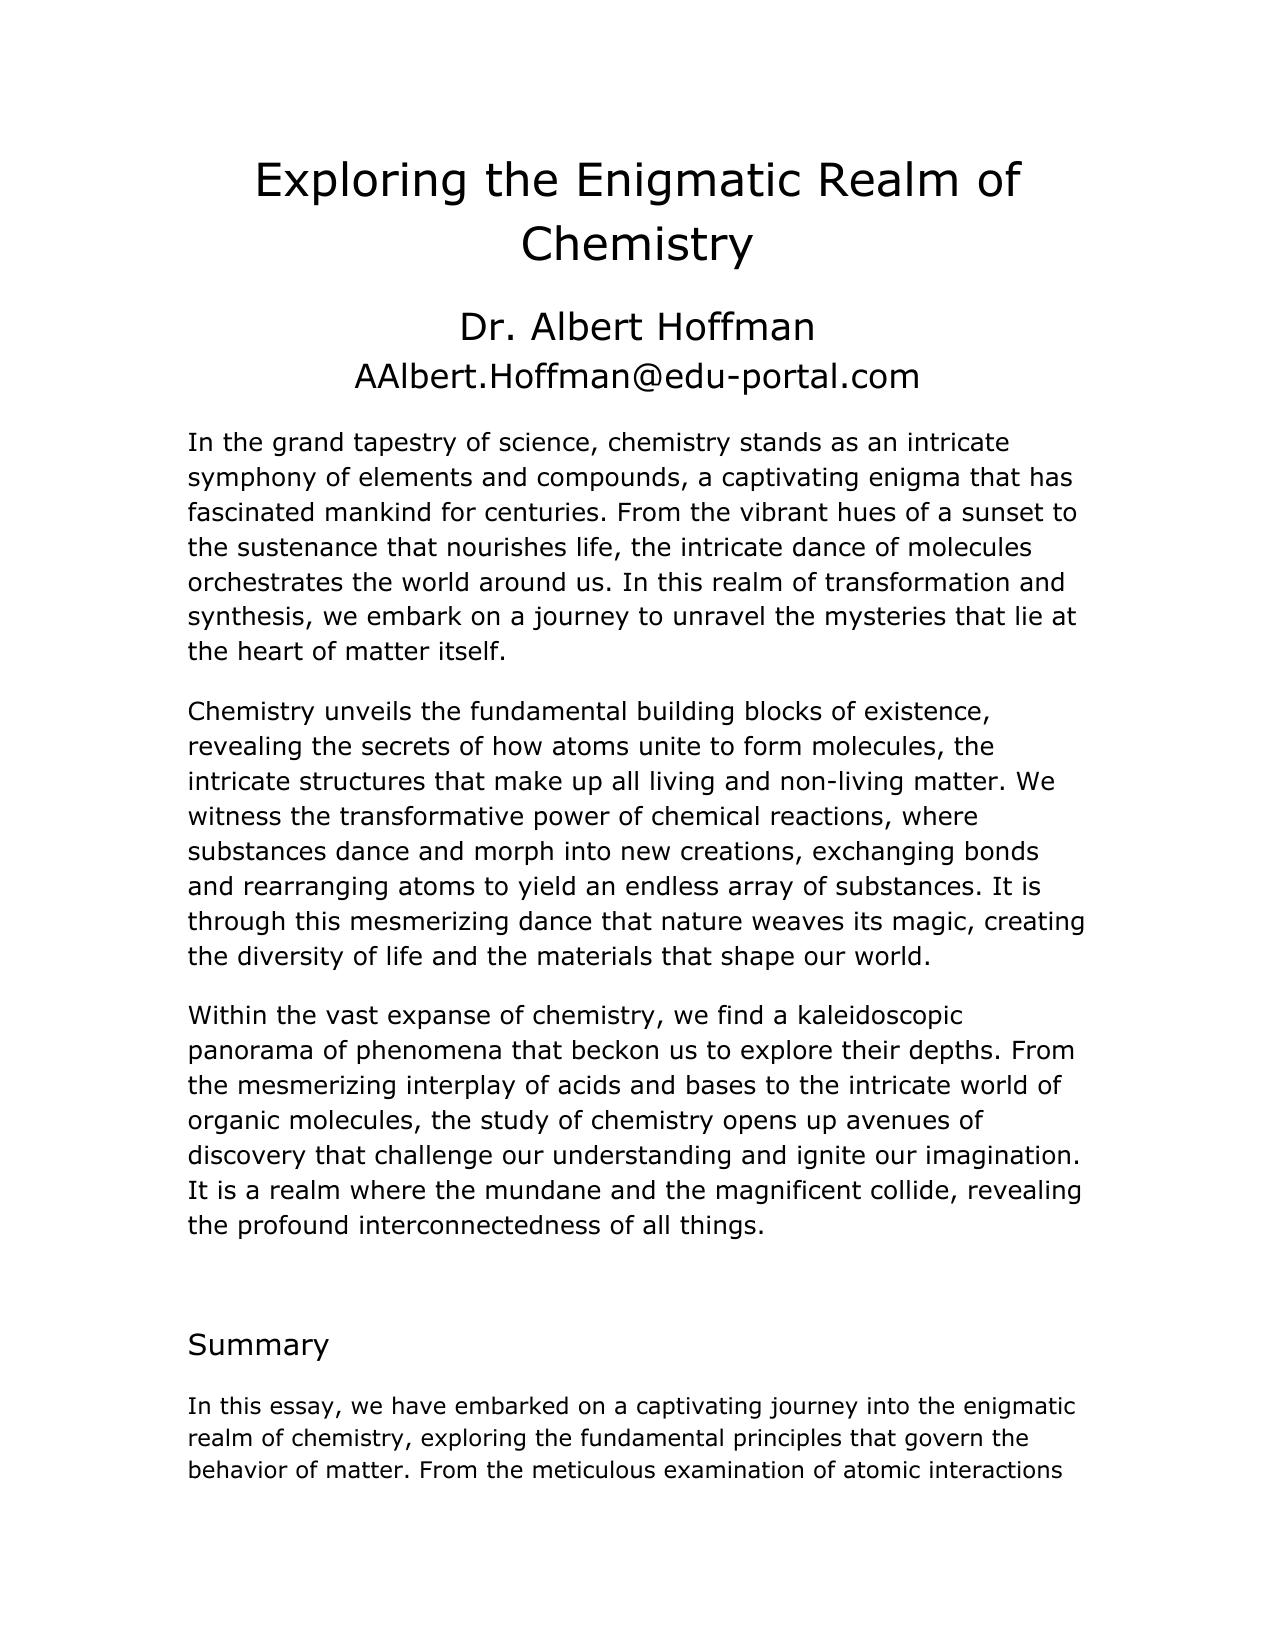 Exploring the Enigmatic Realm of
Chemistry
Dr. Albert Hoffman
AAlbert.Hoffman@edu-portal.com
In the grand tapestry of science, chemistry stands as an intricate
symphony of elements and compounds, a captivating enigma that has
fascinated mankind for centuries. From the vibrant hues of a sunset to
the sustenance that nourishes life, the intricate dance of molecules
orchestrates the world around us. In this realm of transformation and
synthesis, we embark on a journey to unravel the mysteries that lie at
the heart of matter itself.
Chemistry unveils the fundamental building blocks of existence,
revealing the secrets of how atoms unite to form molecules, the
intricate structures that make up all living and non-living matter. We
witness the transformative power of chemical reactions, where
substances dance and morph into new creations, exchanging bonds
and rearranging atoms to yield an endless array of substances. It is
through this mesmerizing dance that nature weaves its magic, creating
the diversity of life and the materials that shape our world.
Within the vast expanse of chemistry, we find a kaleidoscopic
panorama of phenomena that beckon us to explore their depths. From
the mesmerizing interplay of acids and bases to the intricate world of
organic molecules, the study of chemistry opens up avenues of
discovery that challenge our understanding and ignite our imagination.
It is a realm where the mundane and the magnificent collide, revealing
the profound interconnectedness of all things.
Summary
In this essay, we have embarked on a captivating journey into the enigmatic
realm of chemistry, exploring the fundamental principles that govern the
behavior of matter. From the meticulous examination of atomic interactions